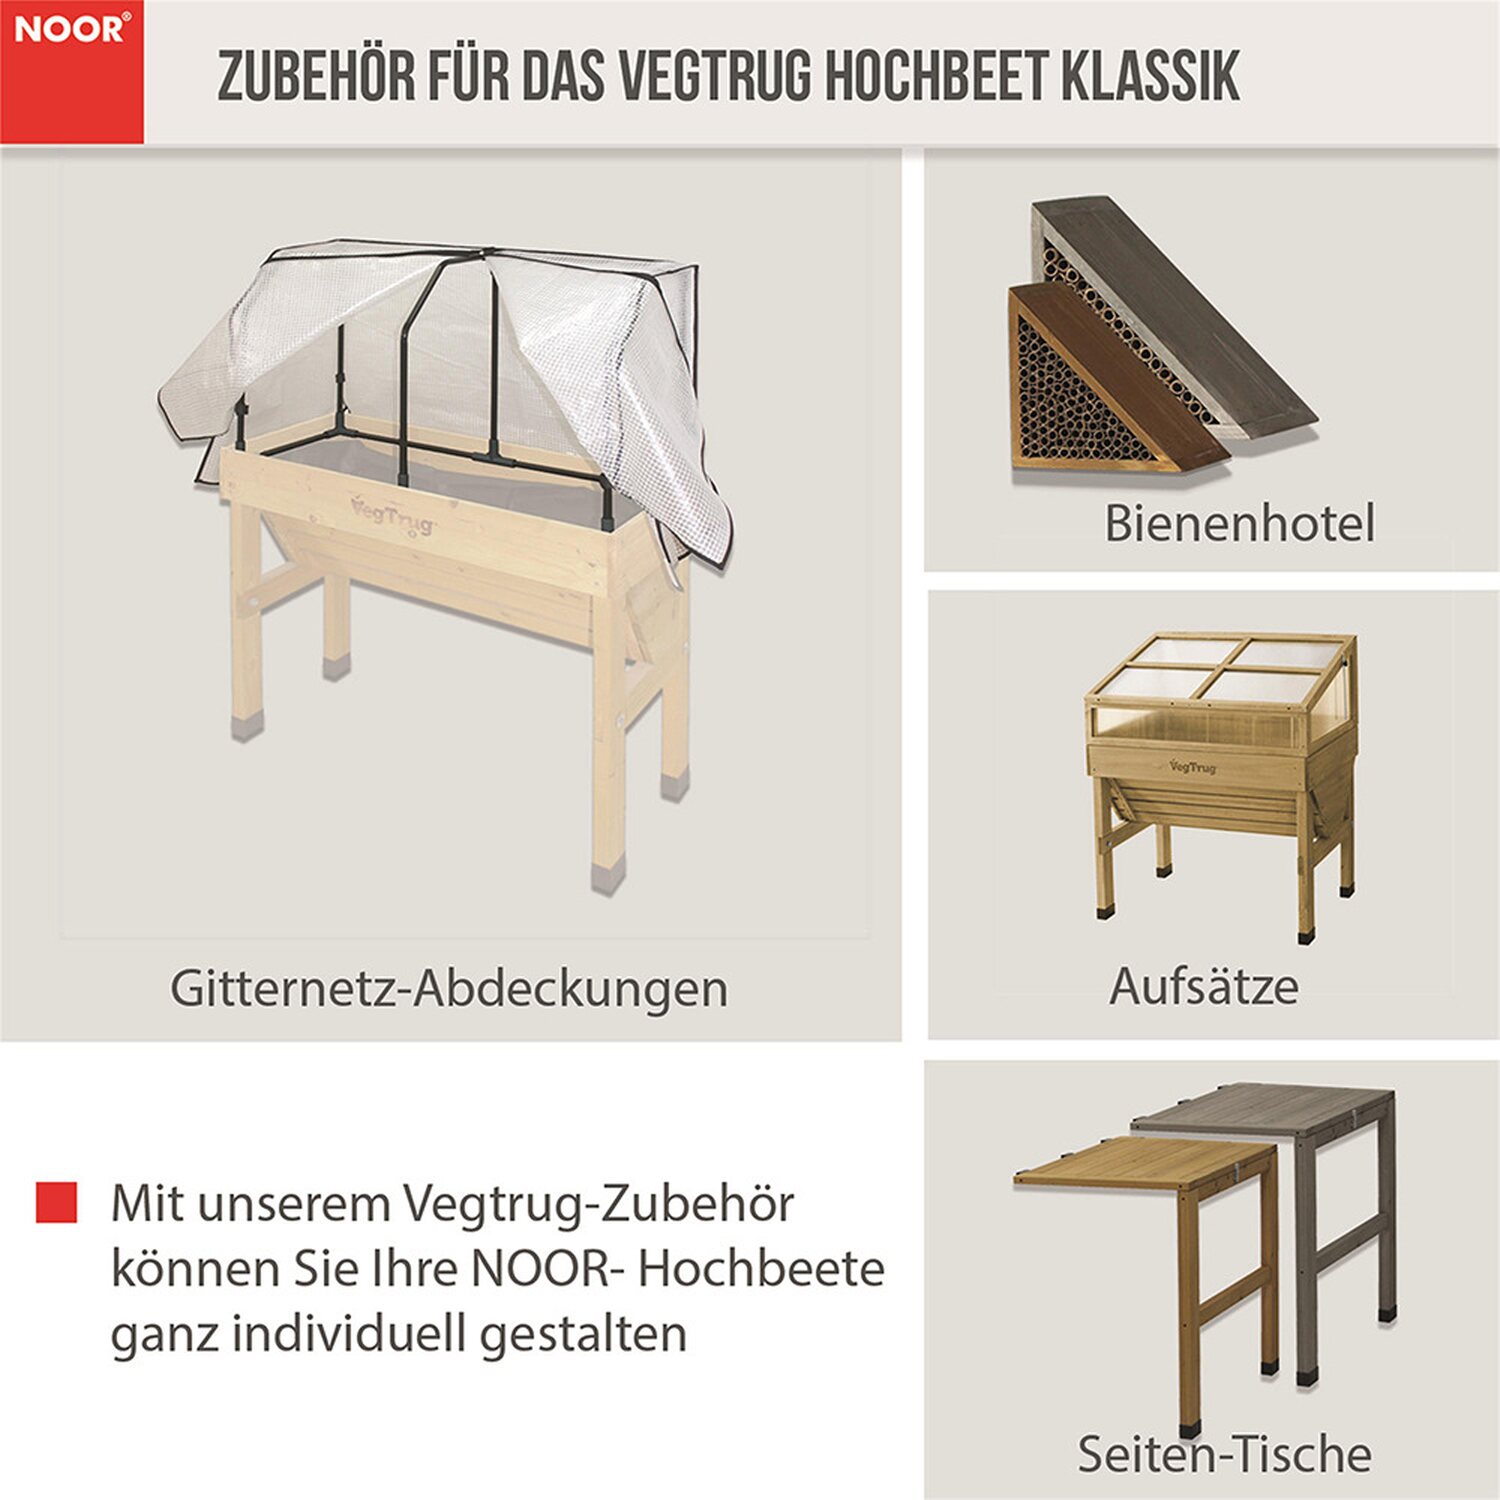 NOOR®
ZUBEHÖR FÜR DAS VEGTRUG HOCHBEET KLASSIK
VegTrug
Gitternetz-Abdeckungen
Bienenhotel
VegTrug
Aufsätze
Mit unserem Vegtrug-Zubehör
können Sie Ihre NOOR- Hochbeete
ganz individuell gestalten
Seiten-Tische